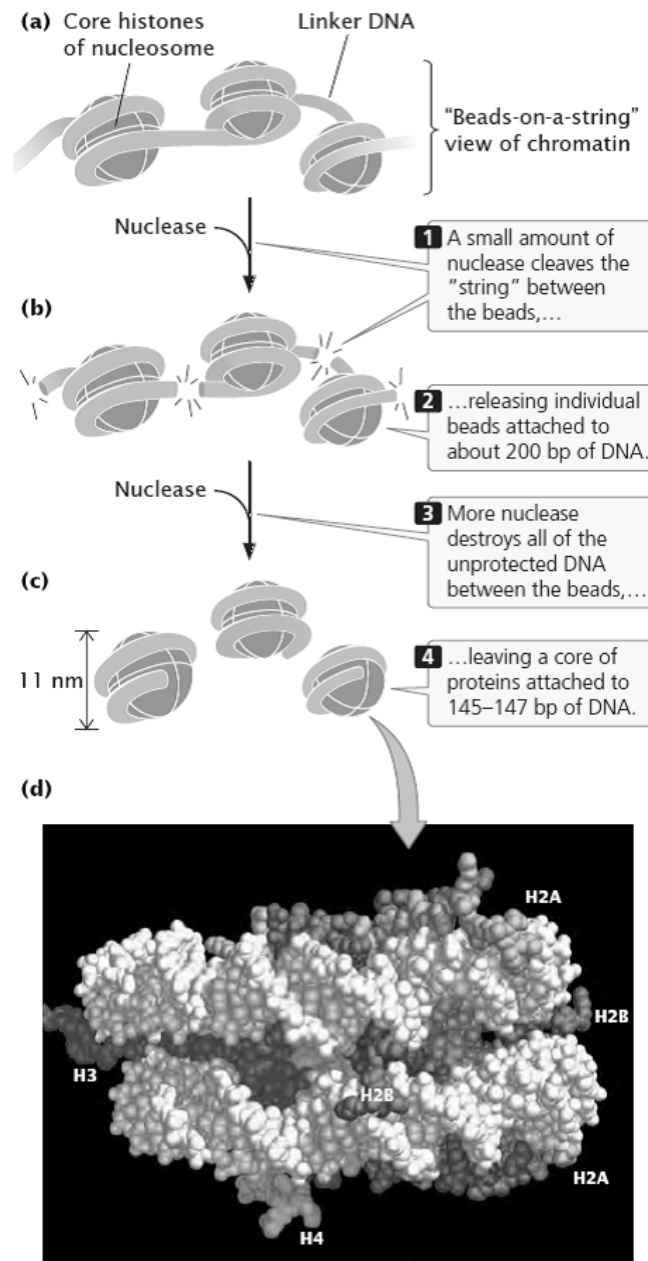 (a)
Core histones
of nucleosome
Linker DNA
“Beads-on-a-string”
view of chromatin
Nuclease
1 A small amount of
nuclease cleaves the
“string” between
the beads,...
(b)
2 ...releasing individual
beads attached to
about 200 bp of DNA.
Nuclease
3 More nuclease
destroys all of the
unprotected DNA
between the beads,...
(c)
11 nm
4 ...leaving a core of
proteins attached to
145–147 bp of DNA.
(d)
H2A
H2B
H3
H2B
H2A
H4